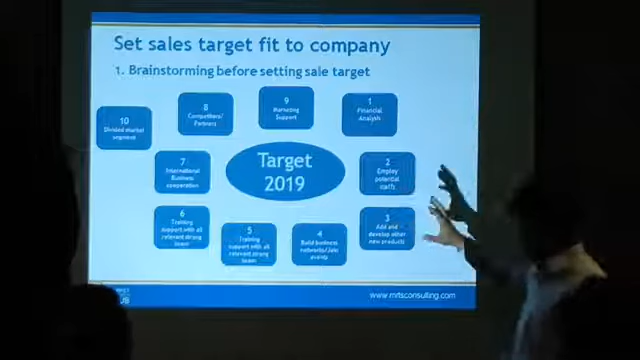 Set sales target fit to company
1. Brainstorming before setting sale target
Target
2019
1
Financial
Analysis
2
Employ
potential
staffs
3
Add and
develop other
new products
4
Build business
networks/Join
events
5
Training
support with all
relevant strong
team
6
Training
support with all
relevant strong
team
7
International
Business
cooperation
8
Competitors/
Partners
9
Marketing
Support
10
Divided market
segment
www.mrtsconsulting.com